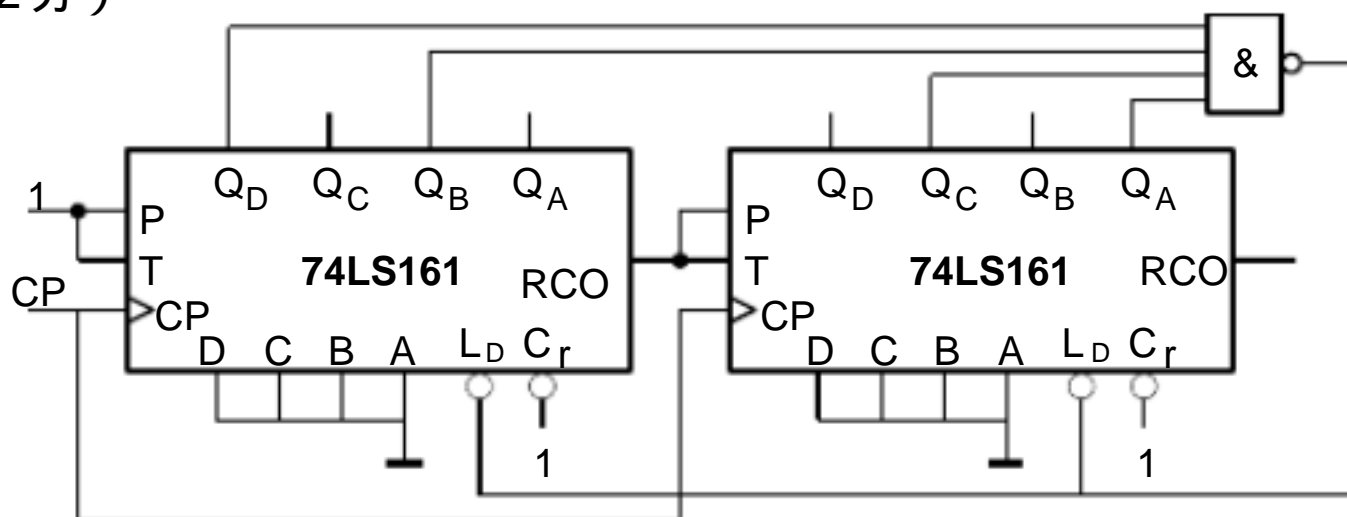 2分）
&
Q_D Q_C Q_B Q_A
Q_D Q_C Q_B Q_A
1
P
P
T
74LS161
RCO
T
74LS161
RCO
CP
CP
CP
D C B A L_D C_r
D C B A L_D C_r
1
1